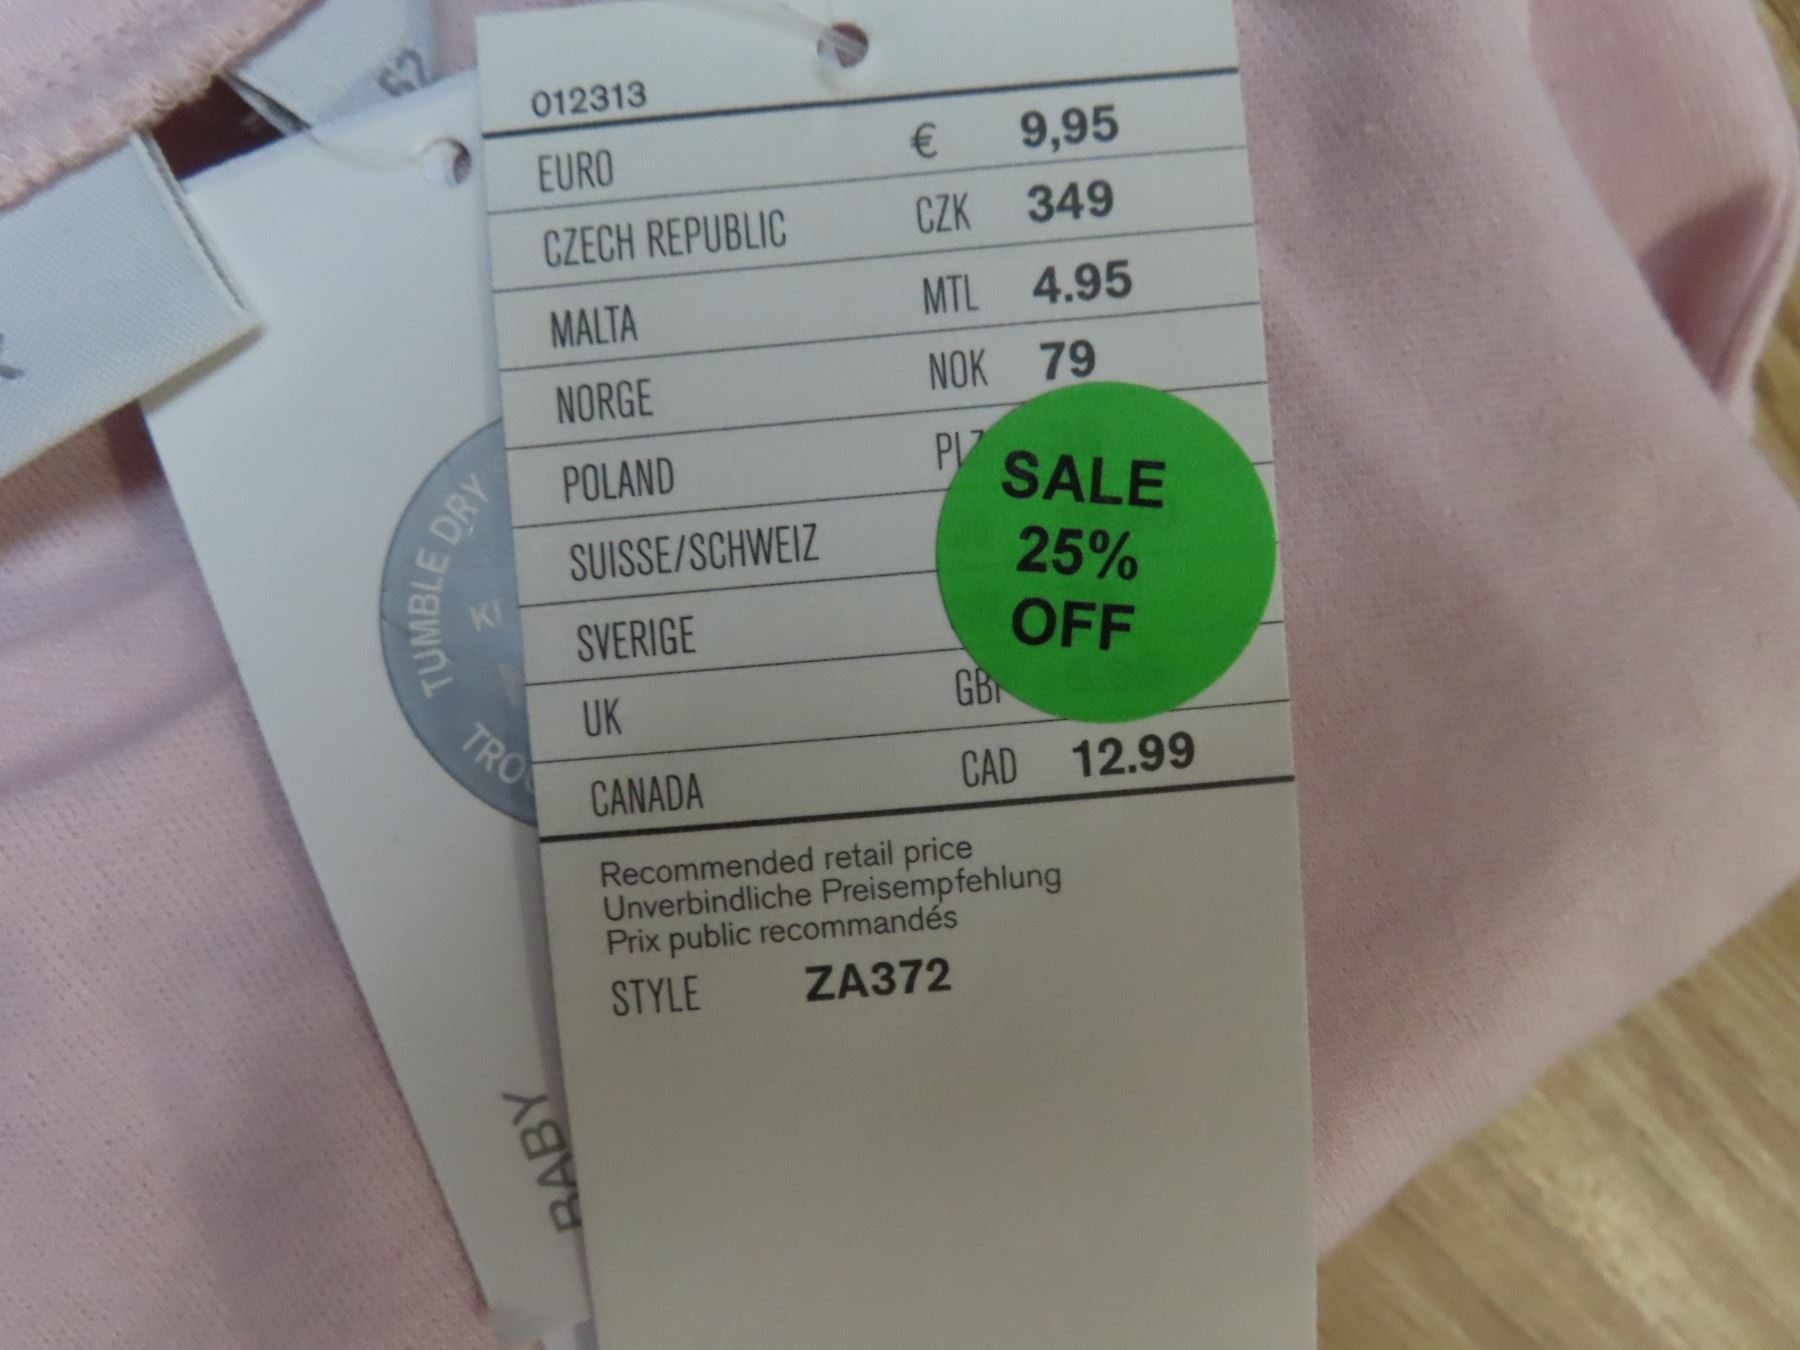 012313
EURO € 9,95
CZECH REPUBLIC CZK 349
MALTA MTL 4.95
NORGE NOK 79
POLAND
SUISSE/SCHWEIZ
SVERIGE
UK
CANADA CAD 12.99
SALE
25%
OFF
Recommended retail price
Unverbindliche Preisempfehlung
Prix public recommandés
STYLE ZA372
TUMBLE DRY
BABY
62